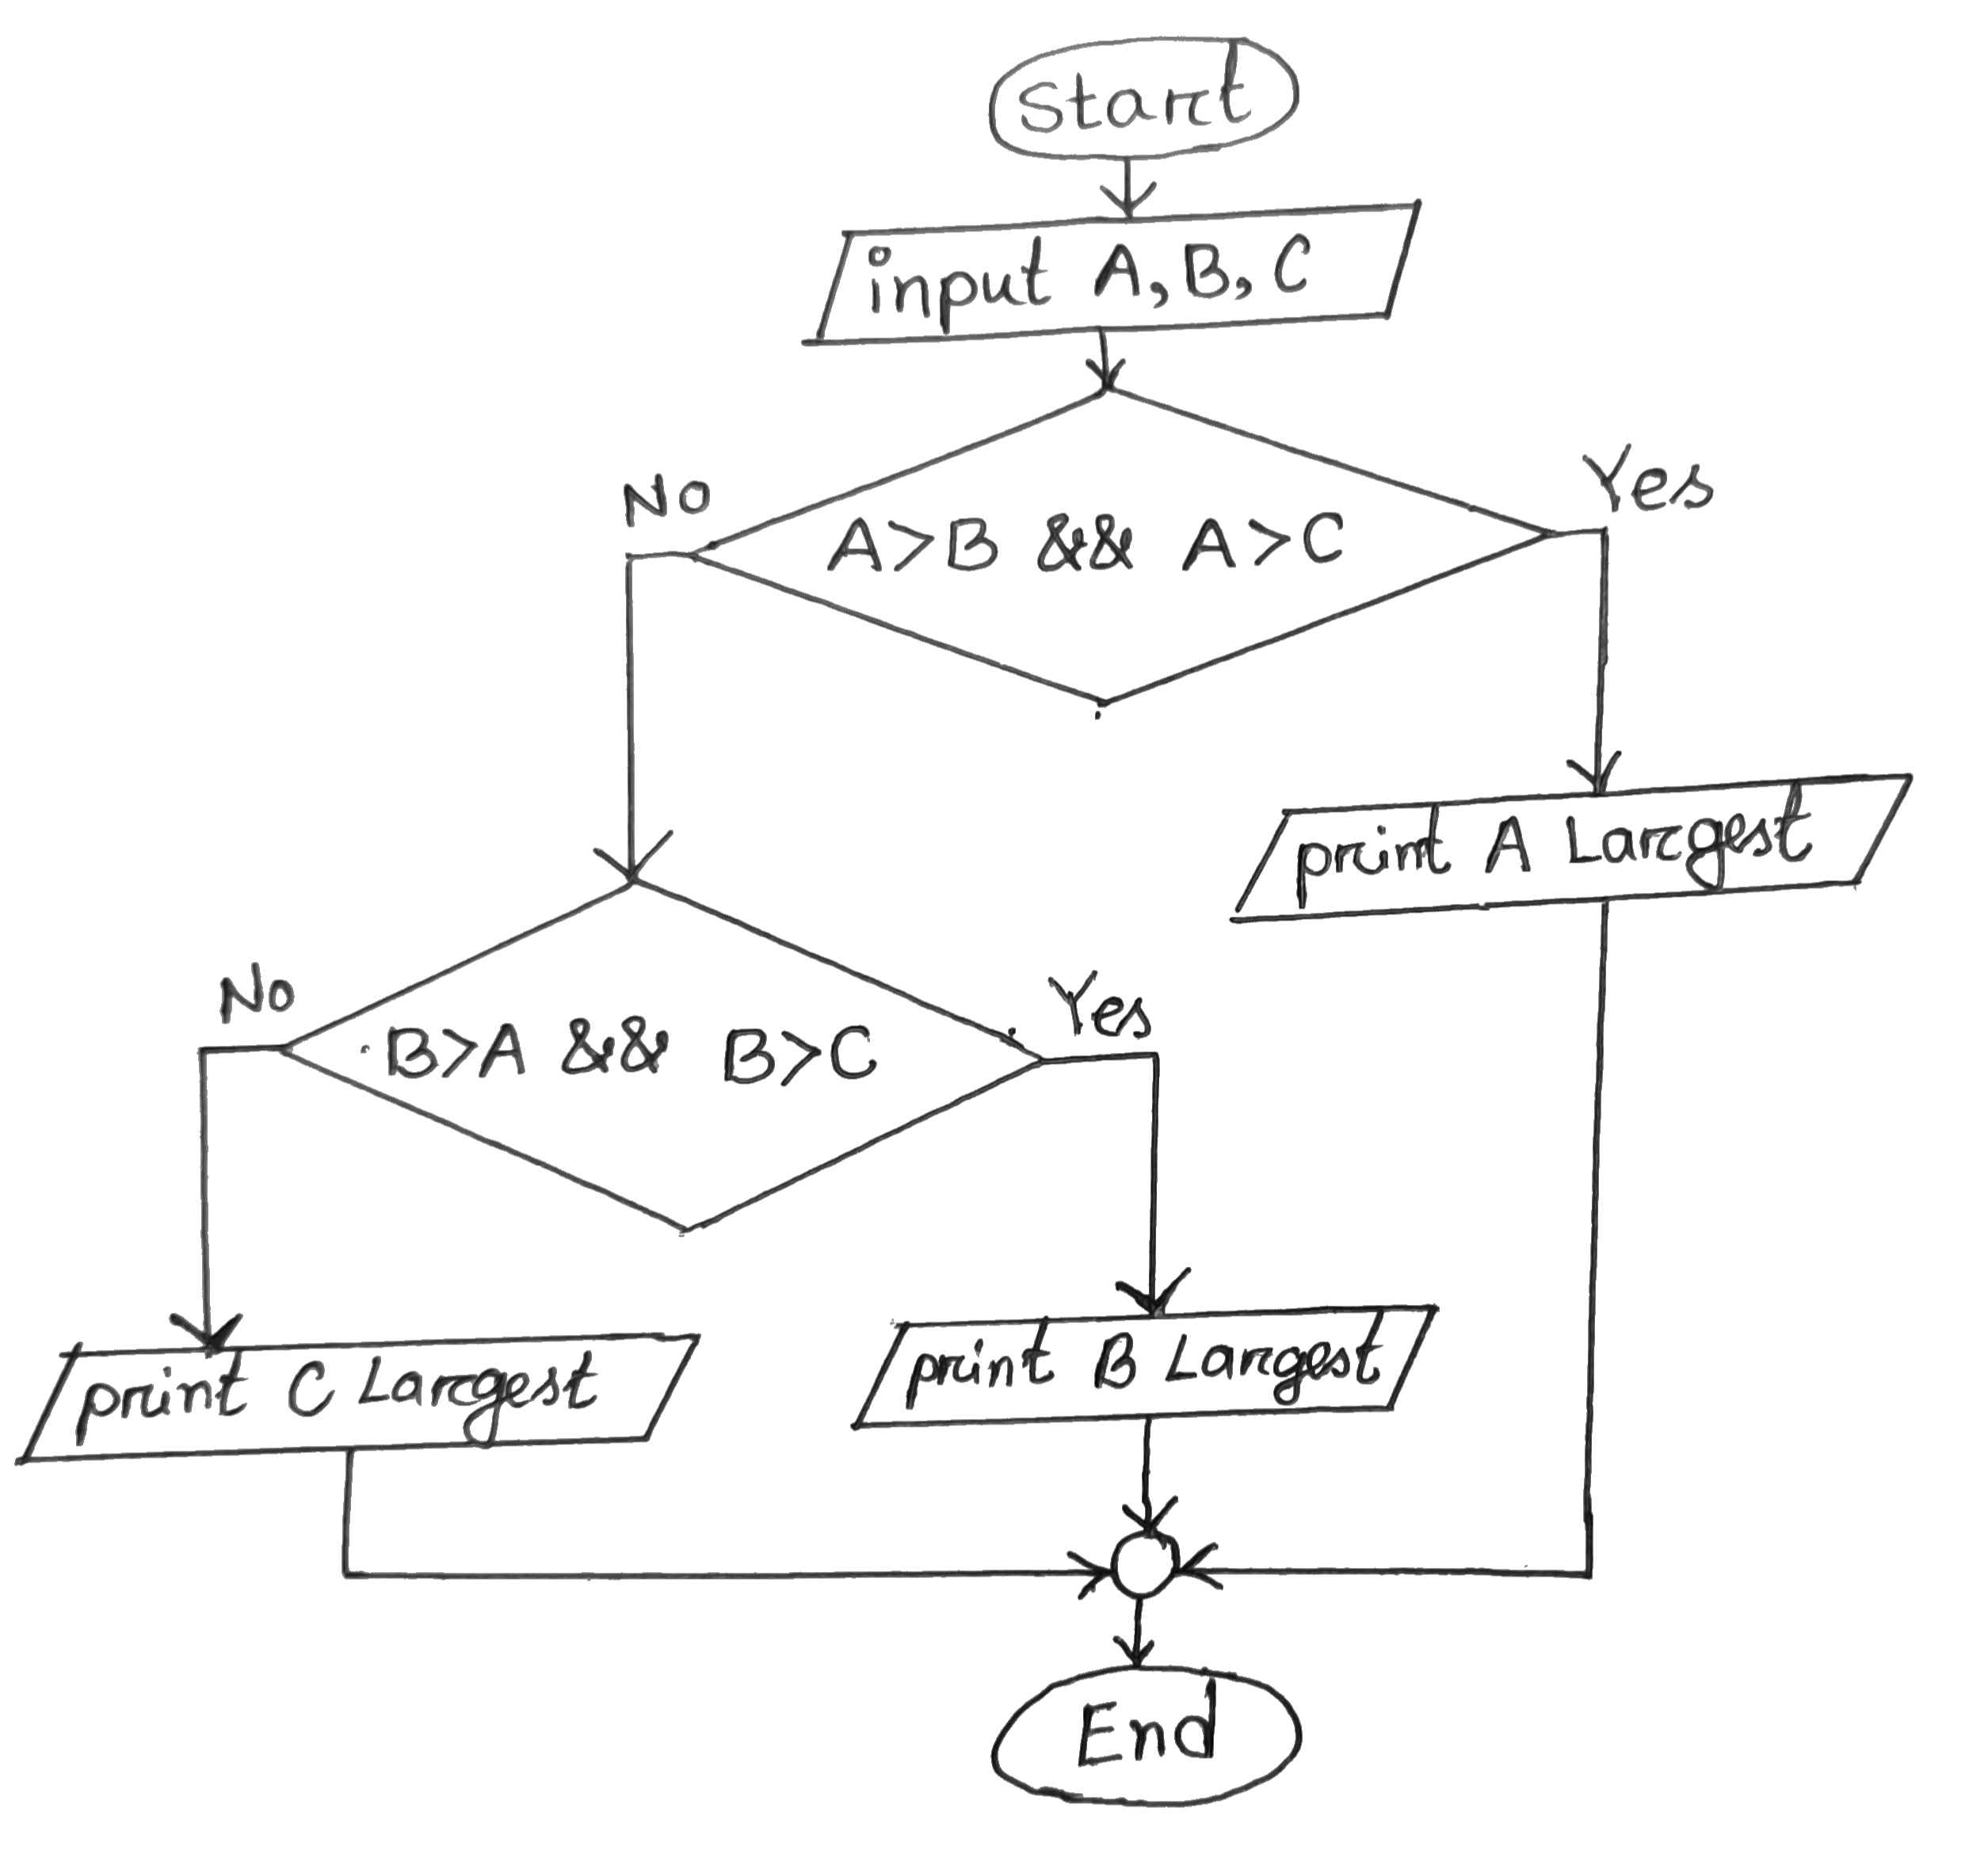 Start
input A, B, C
No
Yes
A>B && A>C
print A Largest
No
Yes
B>A && B>C
print C Largest
print B Largest
End